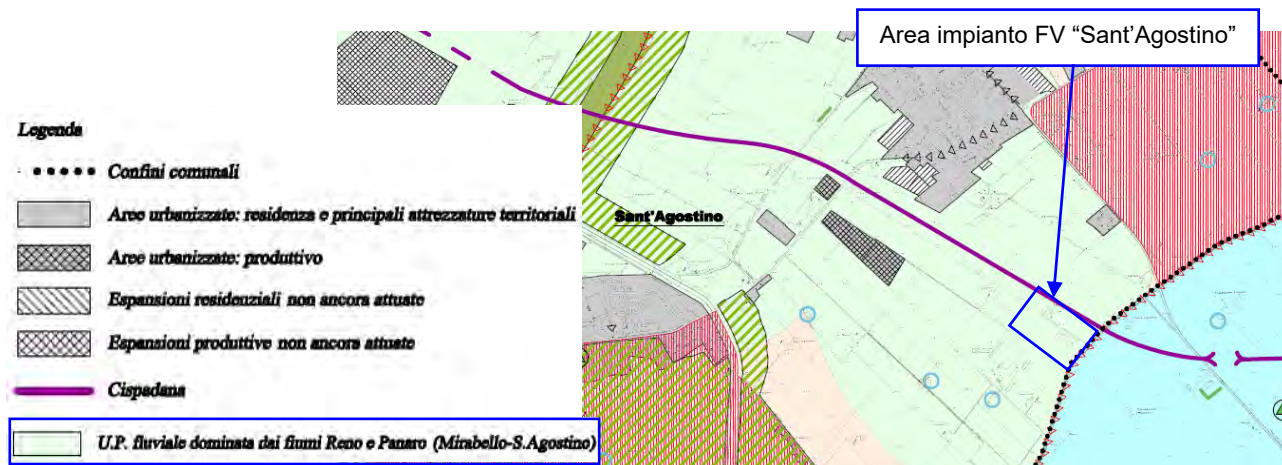 Area impianto FV “Sant’Agostino”
Legenda
Confini comunali
Aree urbanizzate: residenza e principali attrezzature territoriali
Aree urbanizzate: produttivo
Espansioni residenziali non ancora attuate
Espansioni produttive non ancora attuate
Cispadana
U.P. fluviale dominata dai fiumi Reno e Panaro (Mirabello-S.Agostino)
Sant'Agostino